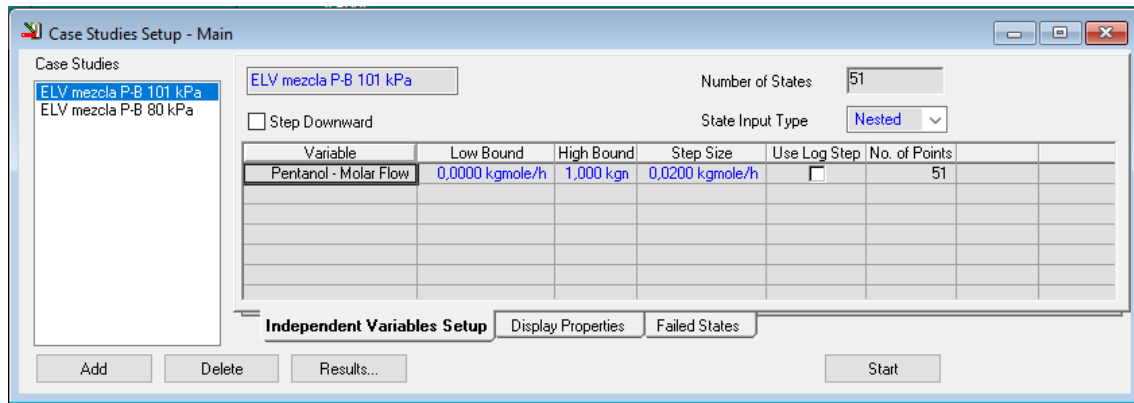 Case Studies Setup - Main
Case Studies
ELV mezcla P-B 101 kPa
ELV mezcla P-B 80 kPa
ELV mezcla P-B 101 kPa
Number of States 51
Step Downward
State Input Type Nested
Variable Low Bound High Bound Step Size Use Log Step No. of Points
Pentanol - Molar Flow 0,0000 kgmole/h 1,000 kgn 0,0200 kgmole/h 51
Independent Variables Setup Display Properties Failed States
Add Delete Results... Start